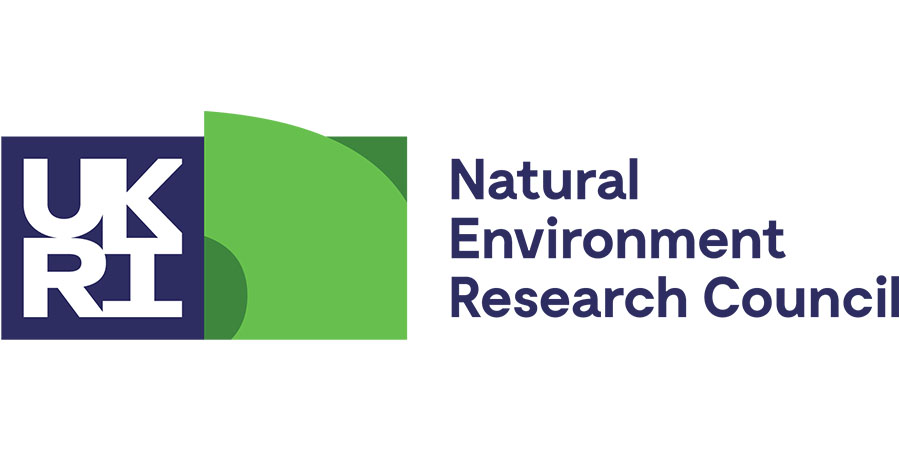 UK
RI
Natural
Environment
Research Council